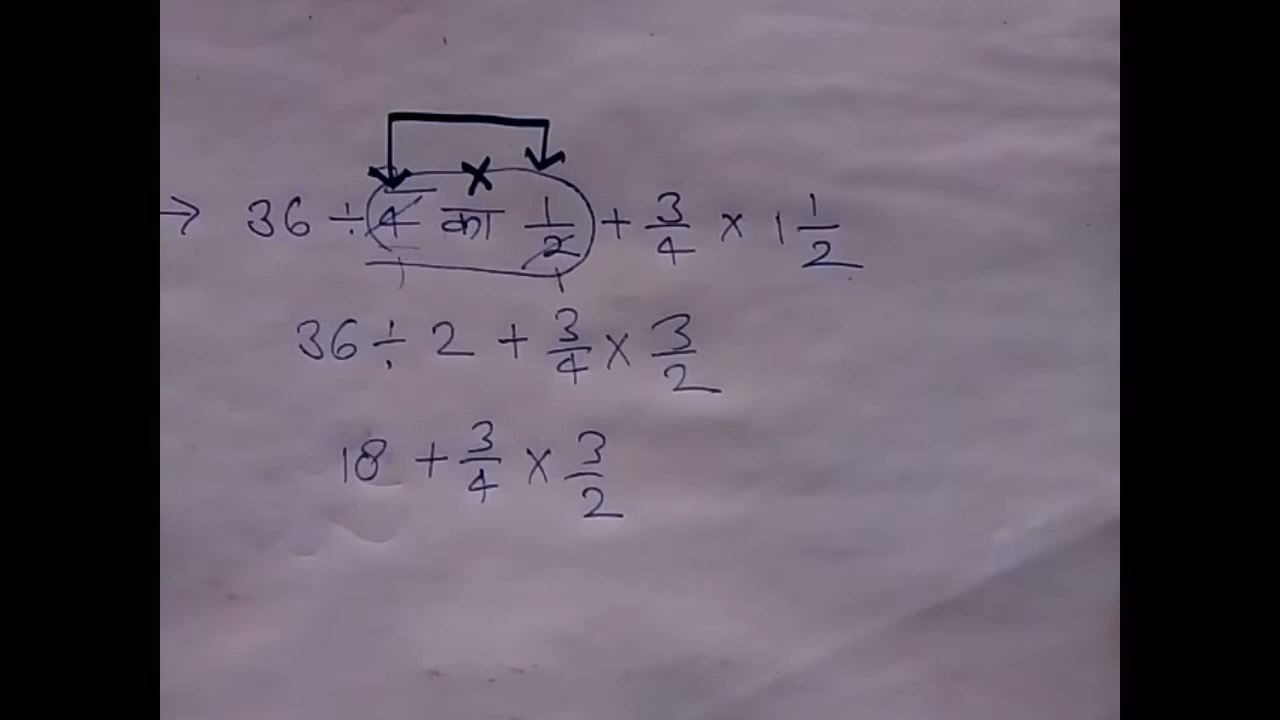 → 36 ÷ 4 का 1/2 + 3/4 × 1 1/2
36 ÷ 2 + 3/4 × 3/2
18 + 3/4 × 3/2